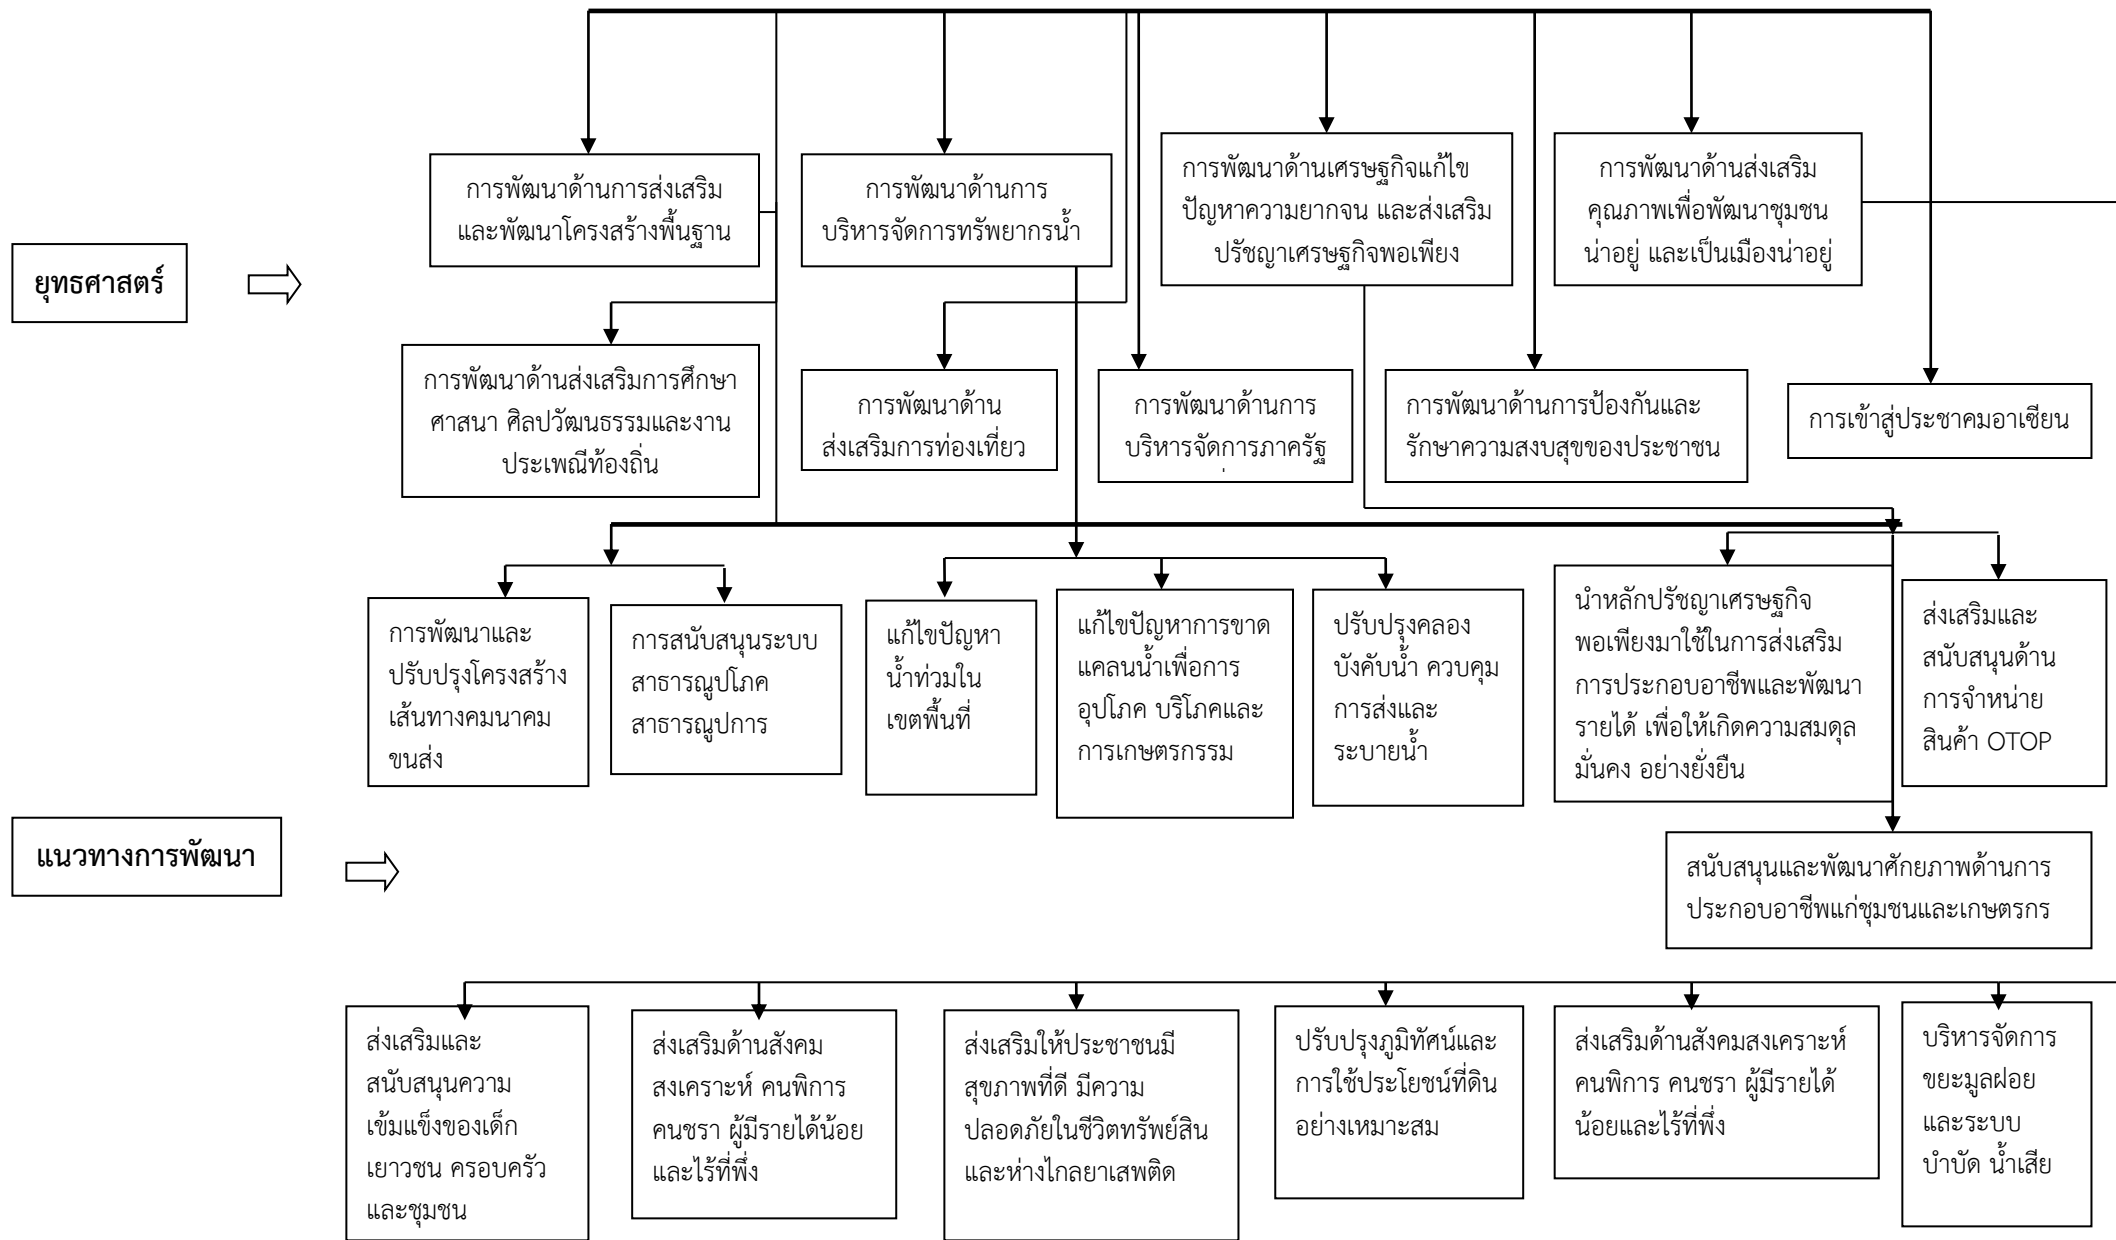 การพัฒนาด้านการส่งเสริม
และพัฒนาโครงสร้างพื้นฐาน
การพัฒนาด้านการ
บริหารจัดการทรัพยากรน้ำ
การพัฒนาด้านเศรษฐกิจแก้ไข
ปัญหาความยากจน และส่งเสริม
ปรัชญาเศรษฐกิจพอเพียง
การพัฒนาด้านส่งเสริม
คุณภาพเพื่อพัฒนาชุมชน
น่าอยู่ และเป็นเมืองน่าอยู่
ยุทธศาสตร์
การพัฒนาด้านส่งเสริมการศึกษา
ศาสนา ศิลปวัฒนธรรมและงาน
ประเพณีท้องถิ่น
การพัฒนาด้าน
ส่งเสริมการท่องเที่ยว
การพัฒนาด้านการ
บริหารจัดการภาครัฐ
การพัฒนาด้านการป้องกันและ
รักษาความสงบสุขของประชาชน
การเข้าสู่ประชาคมอาเซียน
การพัฒนาและ
ปรับปรุงโครงสร้าง
เส้นทางคมนาคม
ขนส่ง
การสนับสนุนระบบ
สาธารณูปโภค
สาธารณูปการ
แก้ไขปัญหา
น้ำท่วมใน
เขตพื้นที่
แก้ไขปัญหาการขาด
แคลนน้ำเพื่อการ
อุปโภค บริโภคและ
การเกษตรกรรม
ปรับปรุงคลอง
บังคับน้ำ ควบคุม
การส่งและ
ระบายน้ำ
นำหลักปรัชญาเศรษฐกิจ
พอเพียงมาใช้ในการส่งเสริม
การประกอบอาชีพและพัฒนา
รายได้ เพื่อให้เกิดความสมดุล
มั่นคง อย่างยั่งยืน
ส่งเสริมและ
สนับสนุนด้าน
การจำหน่าย
สินค้า OTOP
แนวทางการพัฒนา
สนับสนุนและพัฒนาศักยภาพด้านการ
ประกอบอาชีพแก่ชุมชนและเกษตรกร
ส่งเสริมและ
สนับสนุนความ
เข้มแข็งของเด็ก
เยาวชน ครอบครัว
และชุมชน
ส่งเสริมด้านสังคม
สงเคราะห์ คนพิการ
คนชรา ผู้มีรายได้น้อย
และไร้ที่พึ่ง
ส่งเสริมให้ประชาชนมี
สุขภาพที่ดี มีความ
ปลอดภัยในชีวิตทรัพย์สิน
และห่างไกลยาเสพติด
ปรับปรุงภูมิทัศน์และ
การใช้ประโยชน์ที่ดิน
อย่างเหมาะสม
ส่งเสริมด้านสังคมสงเคราะห์
คนพิการ คนชรา ผู้มีรายได้
น้อยและไร้ที่พึ่ง
บริหารจัดการ
ขยะมูลฝอย
และระบบ
บำบัด น้ำเสีย